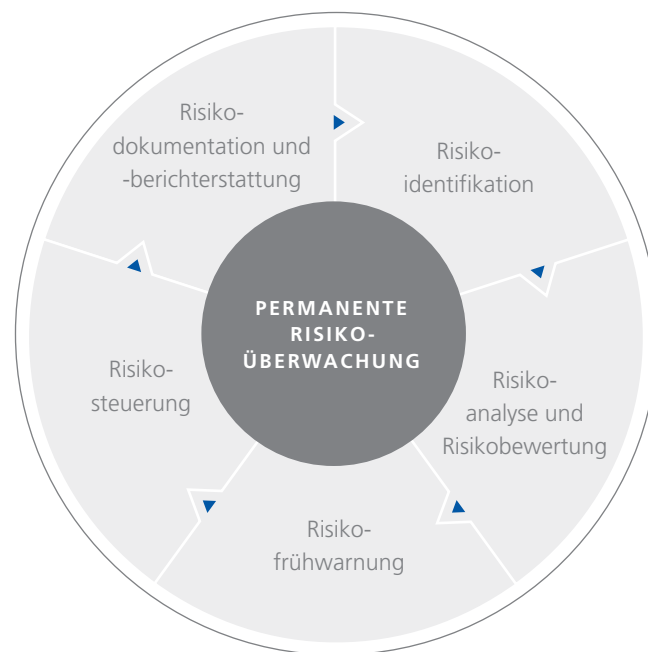 Risiko-
dokumentation und
-berichterstattung
Risiko-
identifikation
PERMANENTE
RISIKO-
ÜBERWACHUNG
Risiko-
steuerung
Risiko-
analyse und
Risikobewertung
Risiko-
frühwarnung